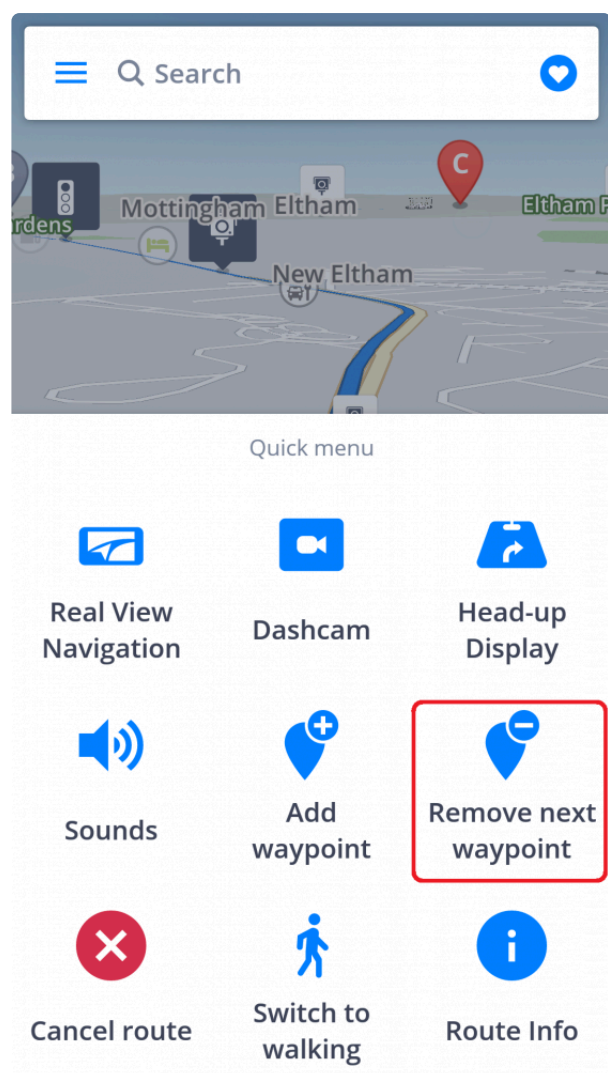 Search
C
Mottingham Eltham
Eltham
rdens
New Eltham
Quick menu
Real View
Navigation
Dashcam
Head-up
Display
Sounds
Add
waypoint
Remove next
waypoint
Cancel route
Switch to
walking
Route Info